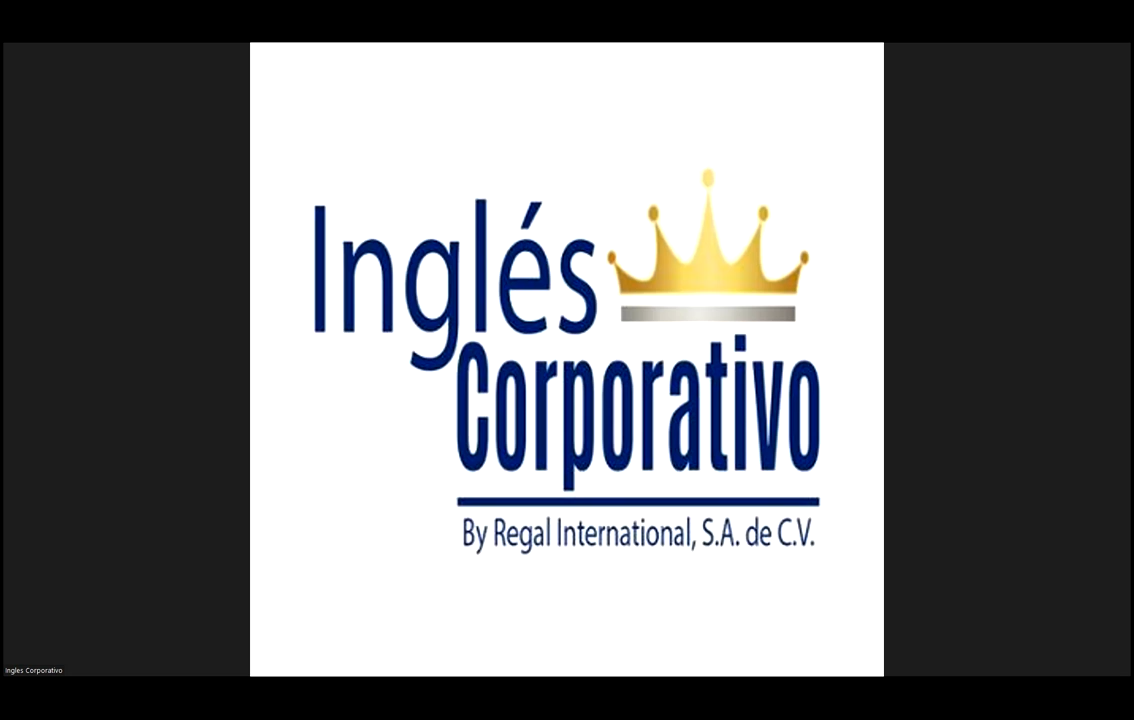 Inglés
Corporativo
By Regal International, S.A. de C.V.
Ingles Corporativo